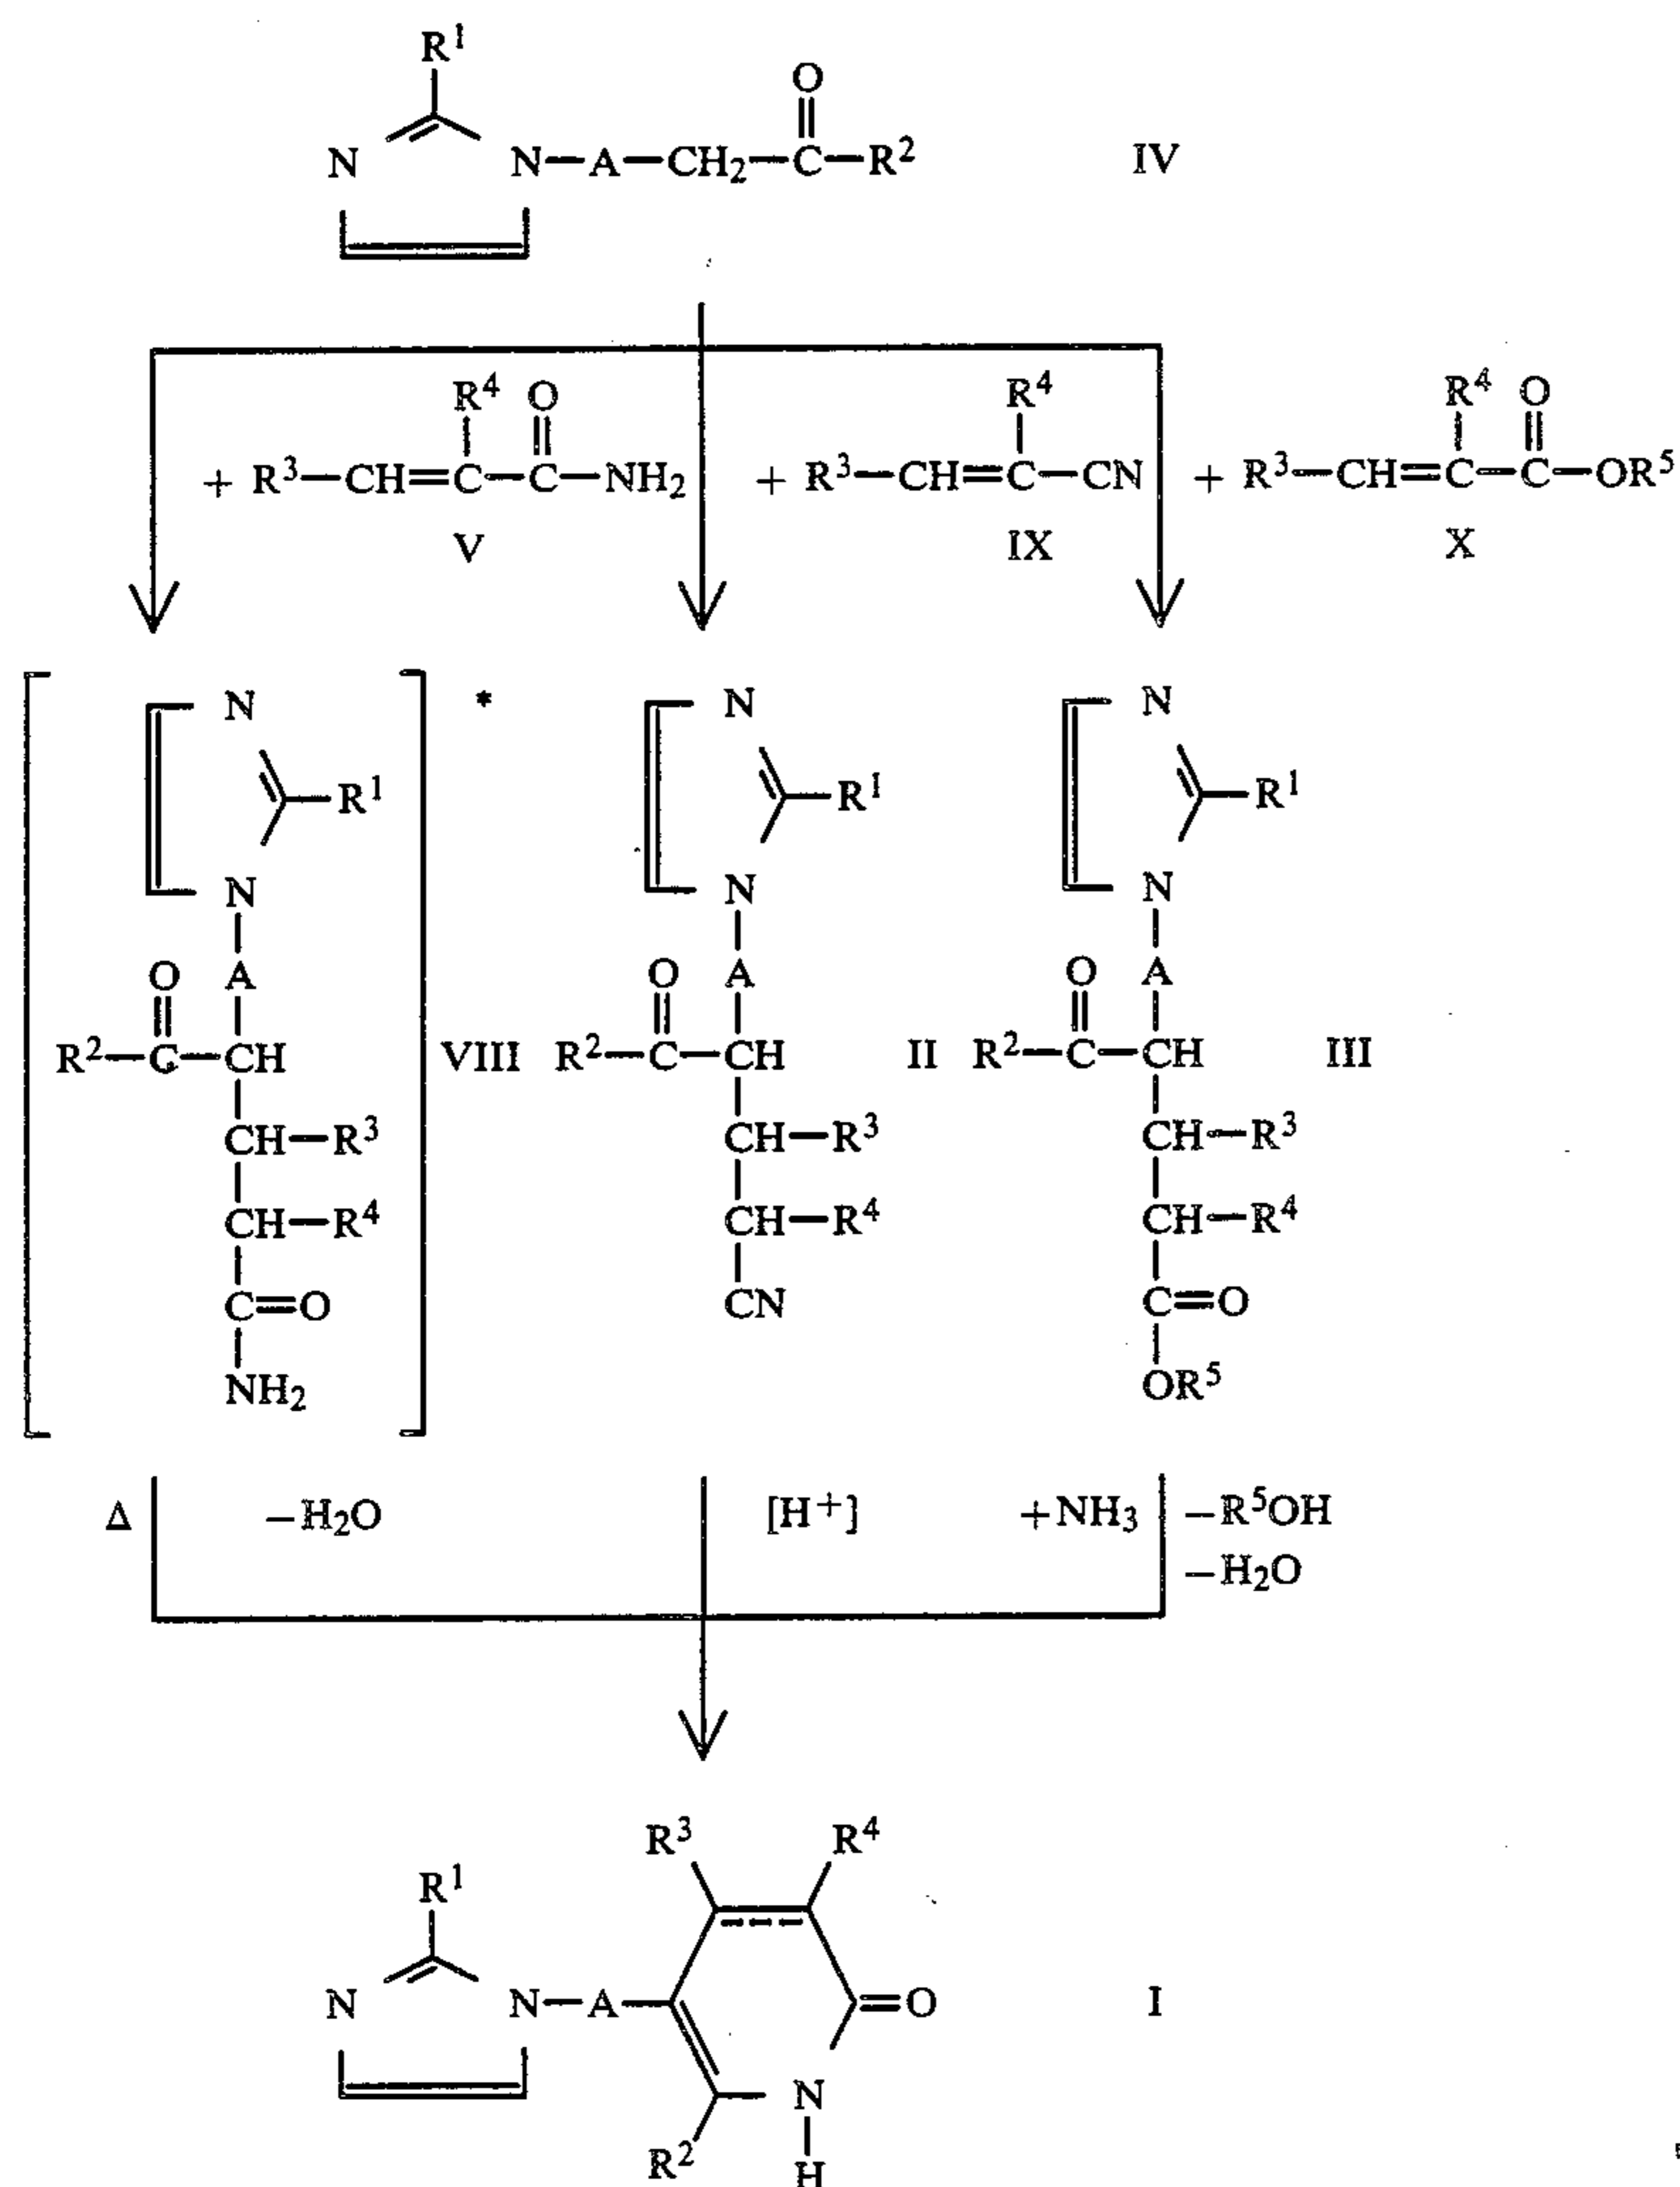 R¹
O
N N—A—CH₂—C—R² IV
R⁴ O R⁴ R⁴ O
+ R³—CH=C—C—NH₂ + R³—CH=C—CN + R³—CH=C—C—OR⁵
V IX X
N * N N
R¹ R¹ R¹
N N N
O A O A O A
R²—C—CH VIII R²—C—CH II R²—C—CH III
CH—R³ CH—R³ CH—R³
CH—R⁴ CH—R⁴ CH—R⁴
C=O CN C=O
NH₂ OR⁵
Δ −H₂O [H⁺] +NH₃ −R⁵OH
−H₂O
R³ R⁴
R¹
N N—A =O I
N
R² H